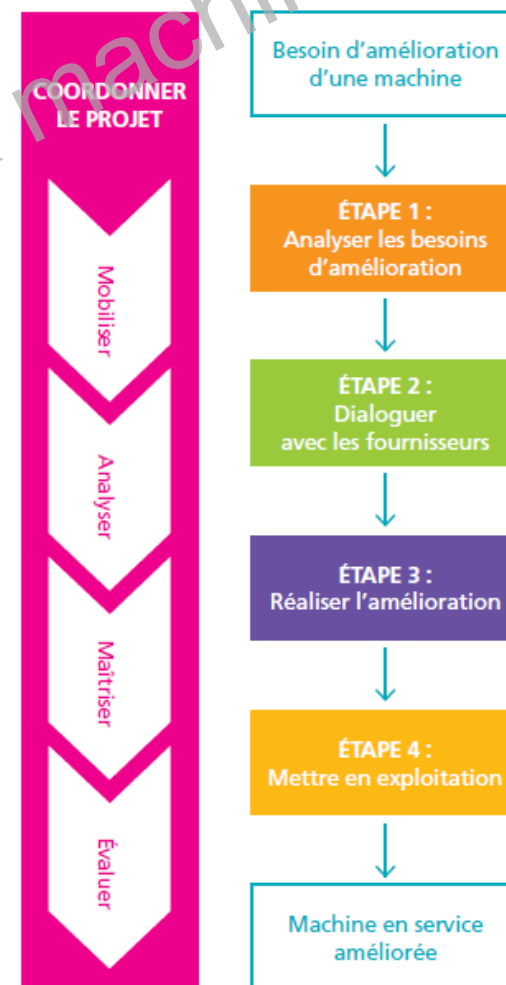 machin
COORDONNER
LE PROJET
Mobiliser
Analyser
Maîtriser
Évaluer
Besoin d'amélioration
d'une machine
ÉTAPE 1 :
Analyser les besoins
d'amélioration
ÉTAPE 2 :
Dialoguer
avec les fournisseurs
ÉTAPE 3 :
Réaliser l'amélioration
ÉTAPE 4 :
Mettre en exploitation
Machine en service
améliorée